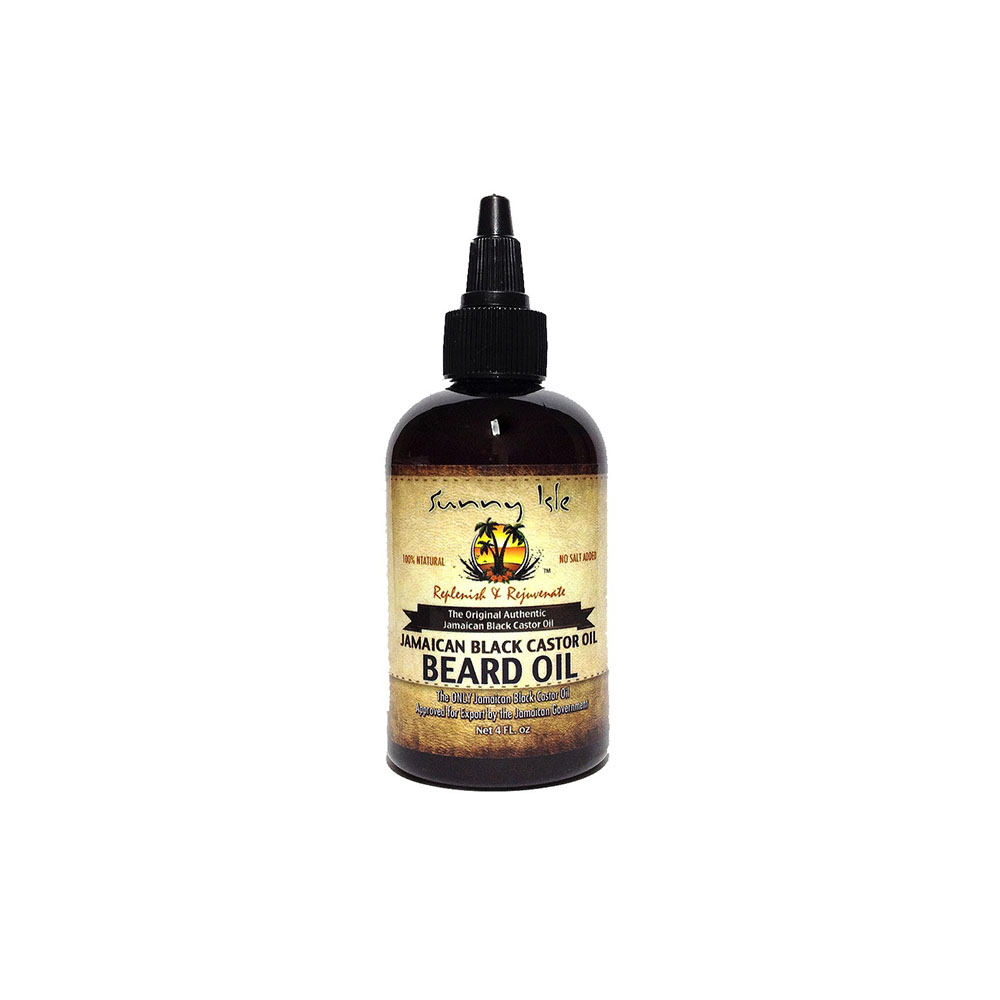 Sunny Isle
100% NTATURAL
NO SALT ADDED
TM
Replenish & Rejuvenate
The Original Authentic
Jamaican Black Castor Oil
JAMAICAN BLACK CASTOR OIL
BEARD OIL
The ONLY Jamaican Black Castor Oil
Approved for Export by the Jamaican Government
Net 4 FL. oz